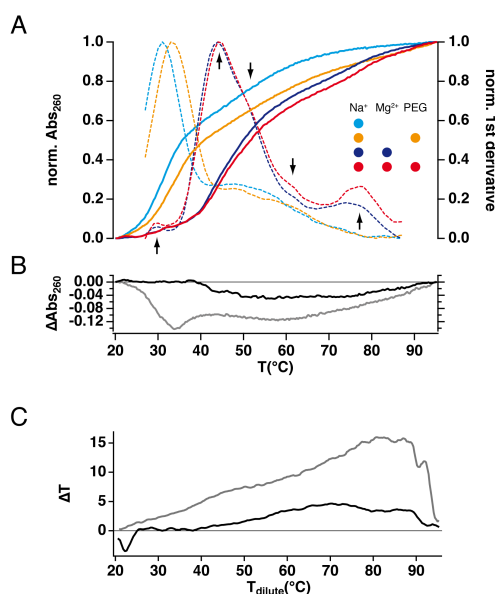 A
norm. Abs260
1.0
0.8
0.6
0.4
0.2
0.0
Na⁺ Mg²⁺ PEG
1.0
0.8
0.6
0.4
0.2
0.0
norm. 1st derivative
B
ΔAbs260
0.00
-0.04
-0.08
-0.12
20 30 40 50 60 70 80 90
T(°C)
C
ΔT
15
10
5
0
20 30 40 50 60 70 80 90
Tdilute(°C)